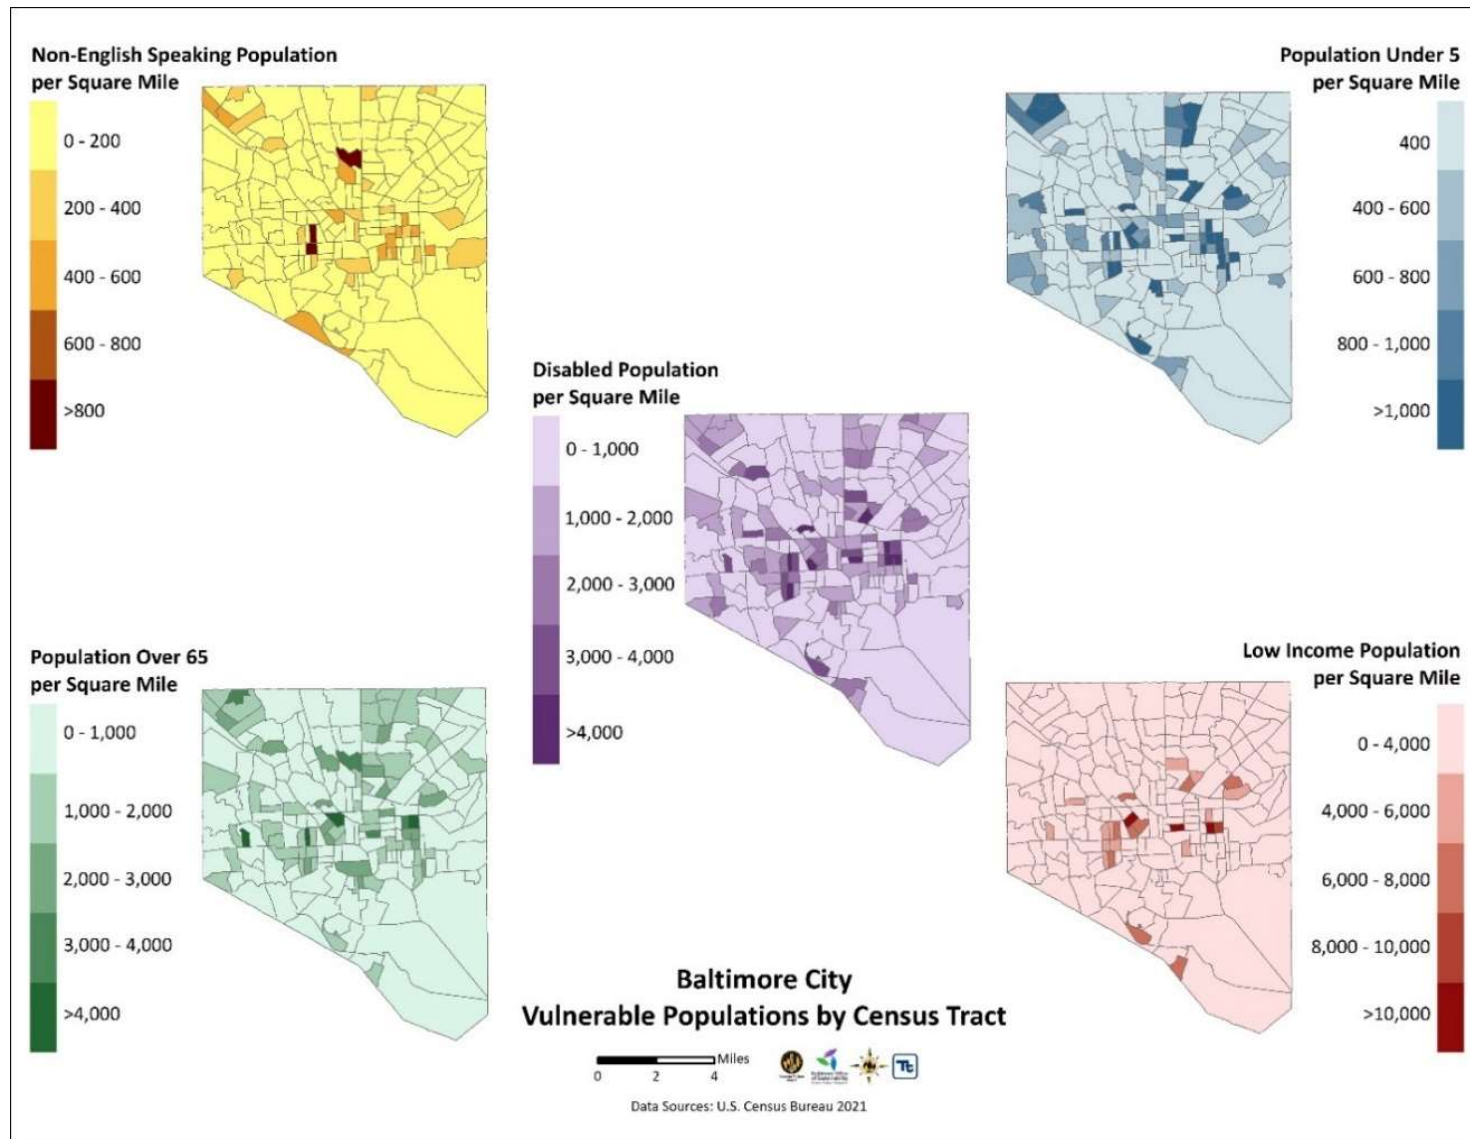 Non-English Speaking Population
per Square Mile
0 - 200
200 - 400
400 - 600
600 - 800
>800
Population Under 5
per Square Mile
400
400 - 600
600 - 800
800 - 1,000
>1,000
Disabled Population
per Square Mile
0 - 1,000
1,000 - 2,000
2,000 - 3,000
3,000 - 4,000
>4,000
Population Over 65
per Square Mile
0 - 1,000
1,000 - 2,000
2,000 - 3,000
3,000 - 4,000
>4,000
Low Income Population
per Square Mile
0 - 4,000
4,000 - 6,000
6,000 - 8,000
8,000 - 10,000
>10,000
Baltimore City
Vulnerable Populations by Census Tract
Miles
0 2 4
Baltimore Office
of Sustainability
Tt
Data Sources: U.S. Census Bureau 2021